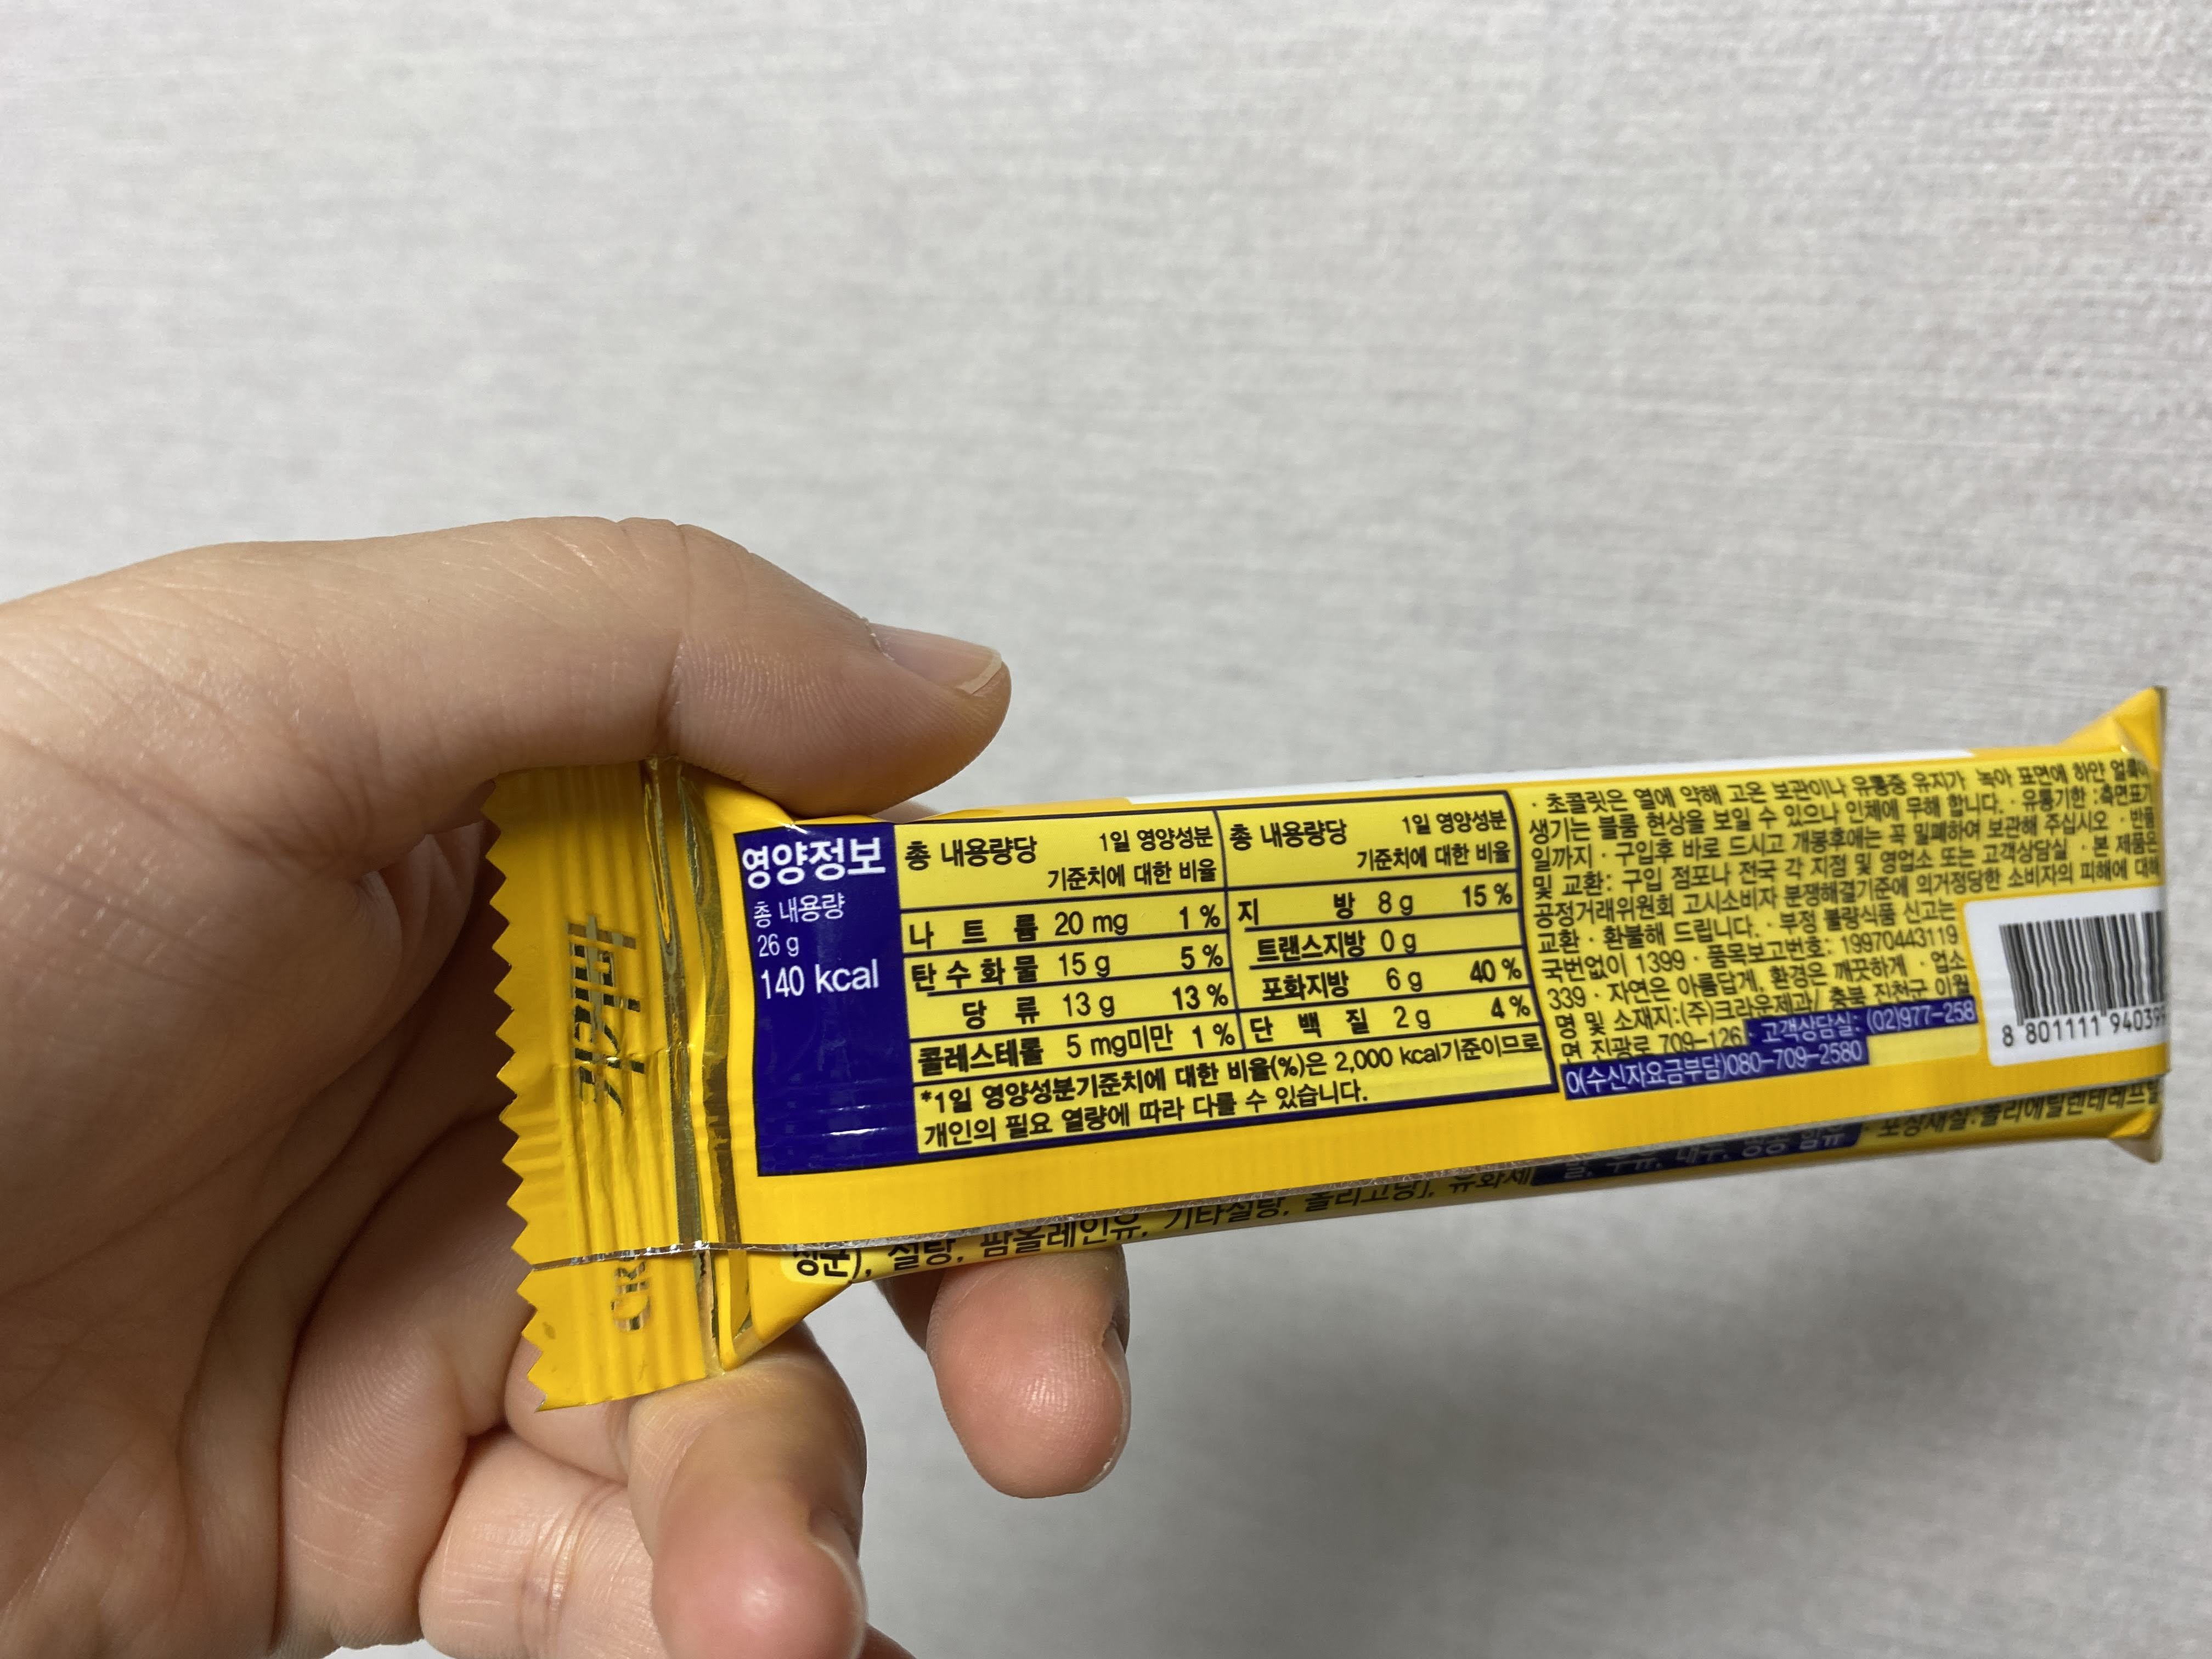 영양정보
총 내용량
26 g
140 kcal
총 내용량당 1일 영양성분
기준치에 대한 비율
나트륨 20 mg 1 %
탄수화물 15 g 5 %
당류 13 g 13 %
콜레스테롤 5 mg미만 1 %
총 내용량당 1일 영양성분
기준치에 대한 비율
지방 8 g 15 %
트랜스지방 0 g
포화지방 6 g 40 %
단백질 2 g 4 %
*1일 영양성분기준치에 대한 비율(%)은 2,000 kcal기준이므로
개인의 필요 열량에 따라 다를 수 있습니다.
· 초콜릿은 열에 약해 고온 보관이나 유통중 유지가 녹아 표면에 하얀
생기는 블룸 현상을 보일 수 있으나 인체에 무해 합니다. · 유통기한 :측면표기
일까지 · 구입후 바로 드시고 개봉후에는 꼭 밀폐하여 보관해 주십시오 · 반품
및 교환: 구입 점포나 전국 각 지점 및 영업소 또는 고객상담실 · 본 제품은
공정거래위원회 고시소비자 분쟁해결기준에 의거정당한 소비자의 피해에 대해
교환 · 환불해 드립니다. · 부정 불량식품 신고는
국번없이 1399 · 품목보고번호: 19970443119
339 · 자연은 아름답게, 환경은 깨끗하게 · 업소
명 및 소재지:(주)크라운제과/ 충북 진천군 이월
면 진광로 709-126 · 고객상담실: (02)977-258
0(수신자요금부담)080-709-2580
8 801111 94039
설탕, 팜올레인유, 기타설탕, 올리고당], 유화제